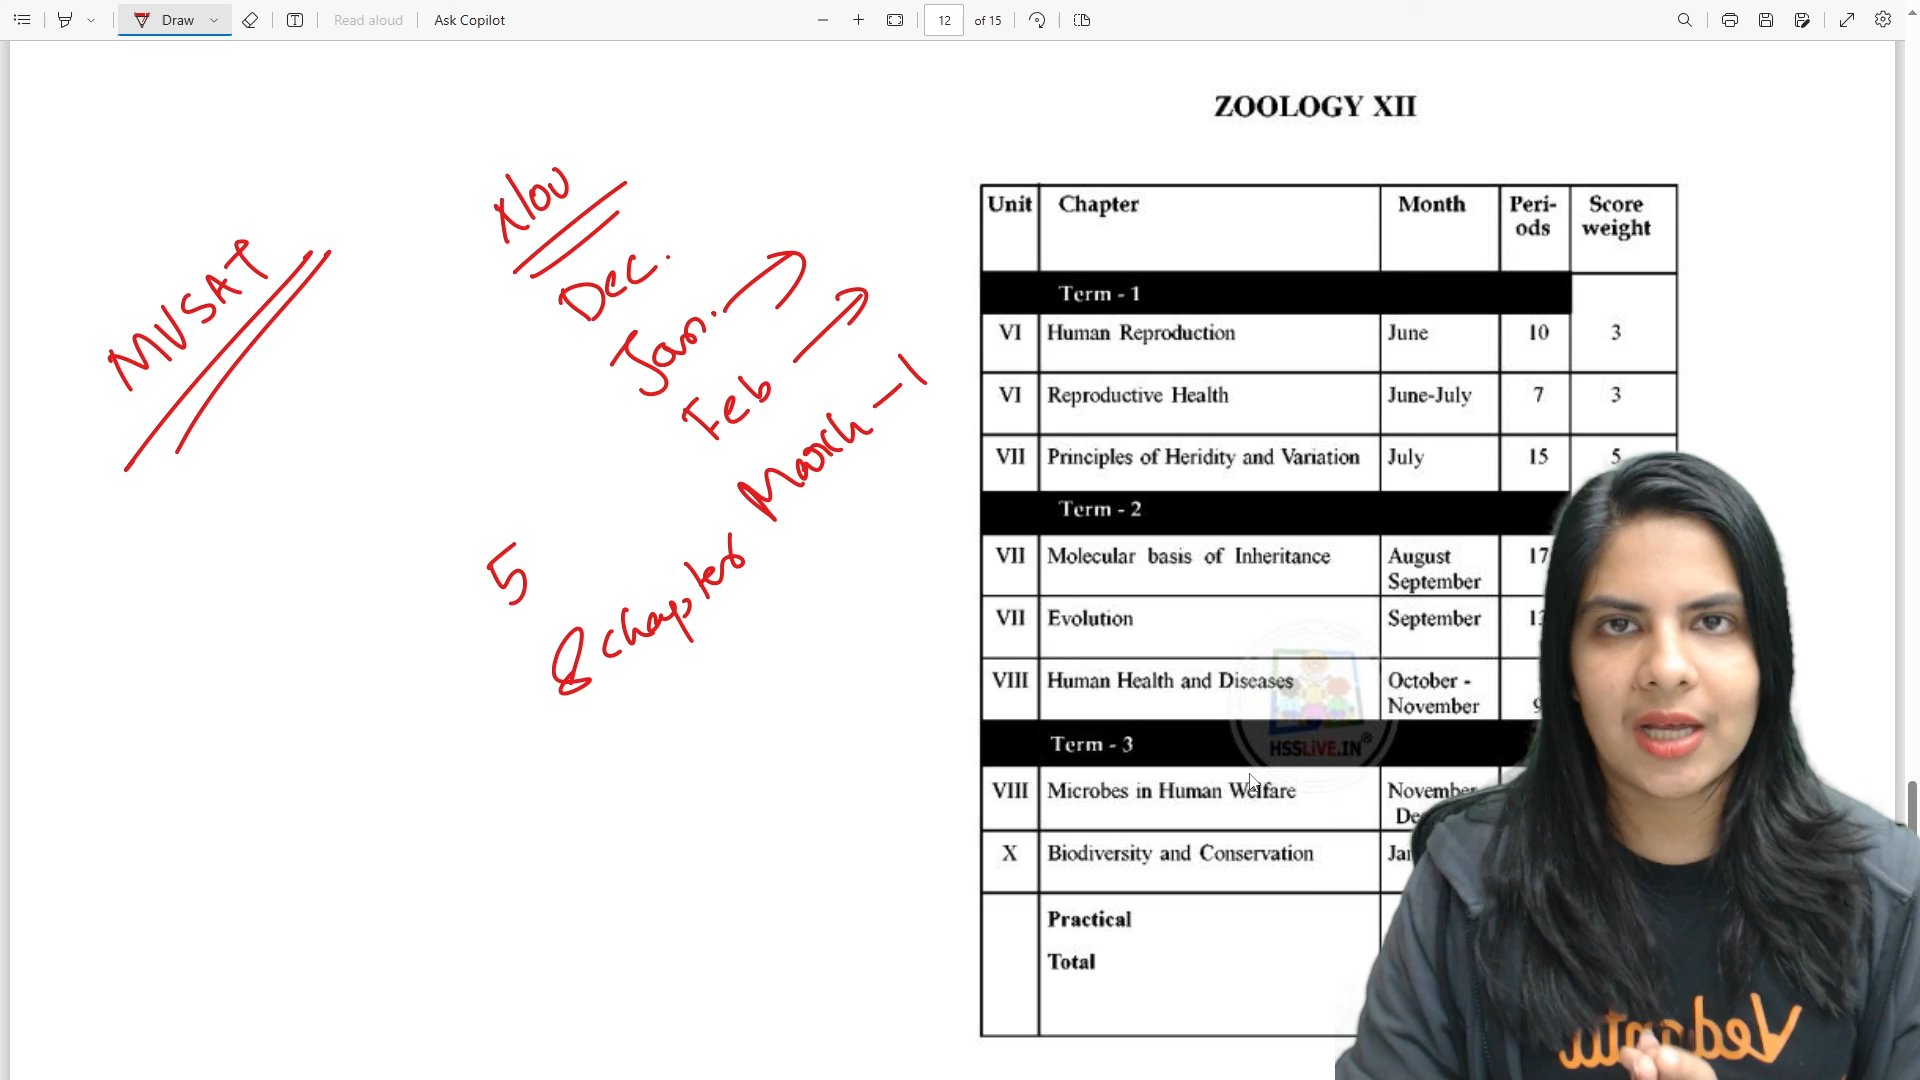 Draw
Read aloud
Ask Copilot
12 of 15
ZOOLOGY XII
MVSAT
Dec.
Jan.
Feb
March - 1
5
8 chapter
Unit Chapter Month Peri-ods Score weight
Term - 1
VI Human Reproduction June 10 3
VI Reproductive Health June-July 7 3
VII Principles of Heridity and Variation July 15 5
Term - 2
VII Molecular basis of Inheritance August September 17
VII Evolution September
VIII Human Health and Diseases October - November 9
HSSLIVE.IN®
Term - 3
VIII Microbes in Human Welfare November
X Biodiversity and Conservation
Practical
Total
Vedantu